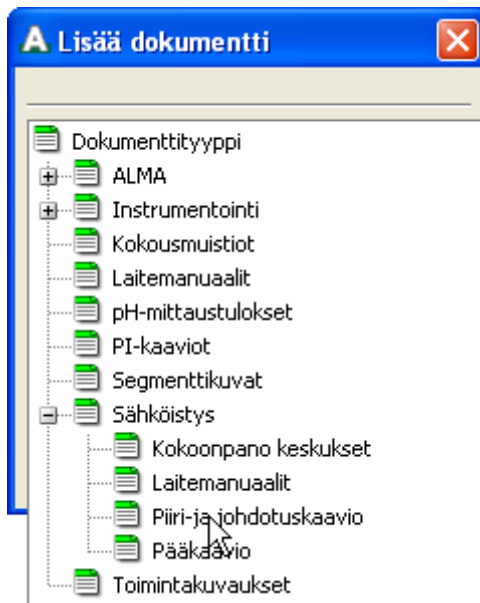 Lisää dokumentti
Dokumenttityyppi
ALMA
Instrumentointi
Kokousmuistiot
Laitemanuaalit
pH-mittaustulokset
PI-kaaviot
Segmenttikuvat
Sähköistys
Kokoonpano keskukset
Laitemanuaalit
Piiri-ja johdotuskaavio
Pääkaavio
Toimintakuvaukset